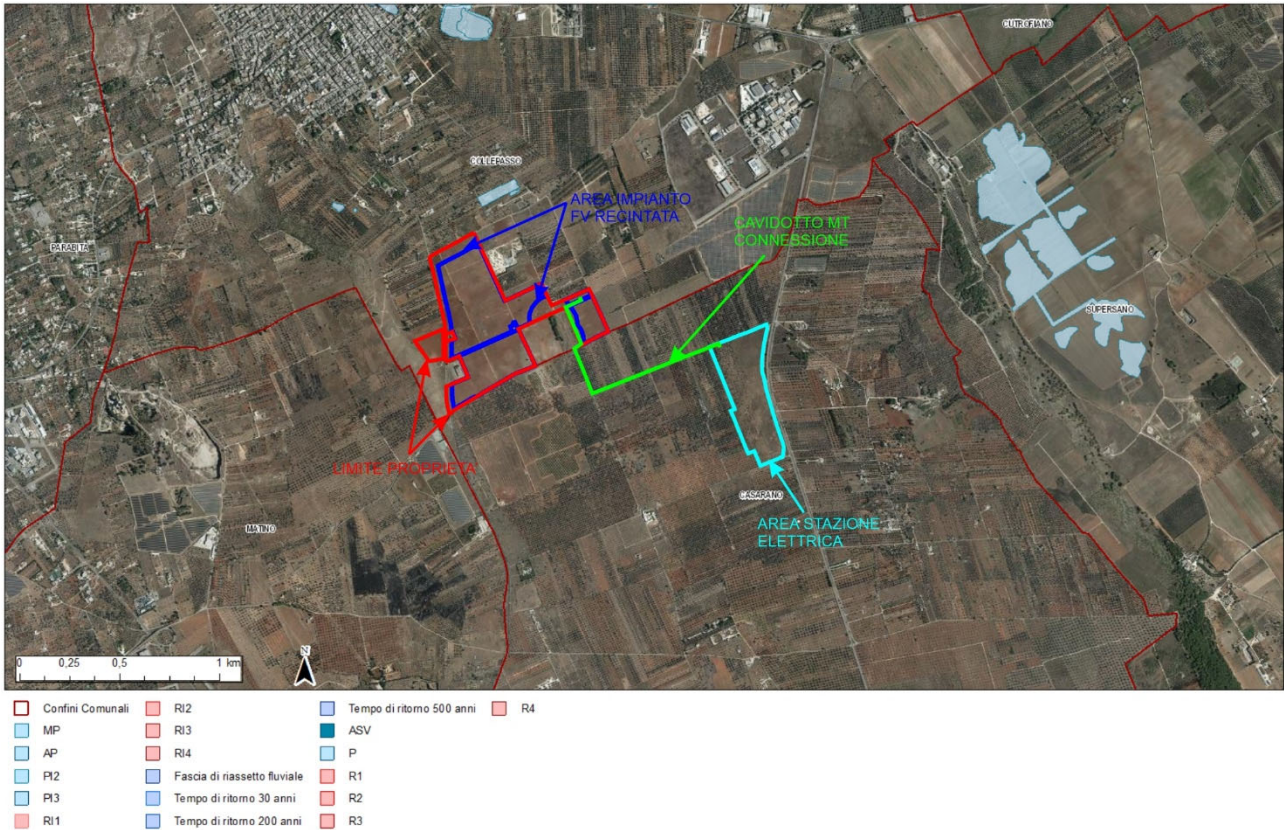 CUTROFIANO
COLLEPASSO
AREA IMPIANTO
FV RECINTATA
CAVIDOTTO MT
CONNESSIONE
PARABITA
SUPERSANO
LIMITE PROPRIETA'
CASARANO
MATINO
AREA STAZIONE
ELETTRICA
0 0,25 0,5 1 km
N
Confini Comunali
MP
AP
PI2
PI3
RI1
RI2
RI3
RI4
Fascia di riassetto fluviale
Tempo di ritorno 30 anni
Tempo di ritorno 200 anni
Tempo di ritorno 500 anni
ASV
P
R1
R2
R3
R4